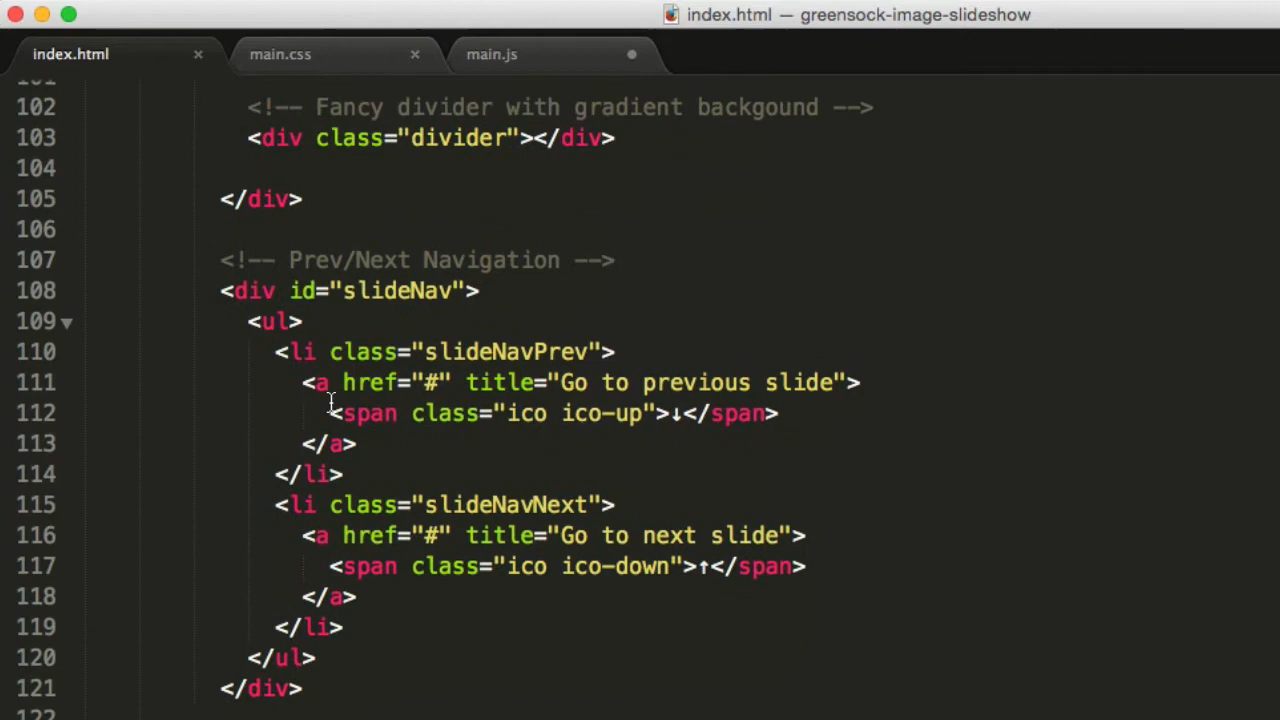 index.html — greensock-image-slideshow
index.html × main.css × main.js
101
102 <!-- Fancy divider with gradient backgound -->
103 <div class="divider"></div>
104
105 </div>
106
107 <!-- Prev/Next Navigation -->
108 <div id="slideNav">
109 <ul>
110 <li class="slideNavPrev">
111 <a href="#" title="Go to previous slide">
112 <span class="ico ico-up">↓</span>
113 </a>
114 </li>
115 <li class="slideNavNext">
116 <a href="#" title="Go to next slide">
117 <span class="ico ico-down">↑</span>
118 </a>
119 </li>
120 </ul>
121 </div>
122